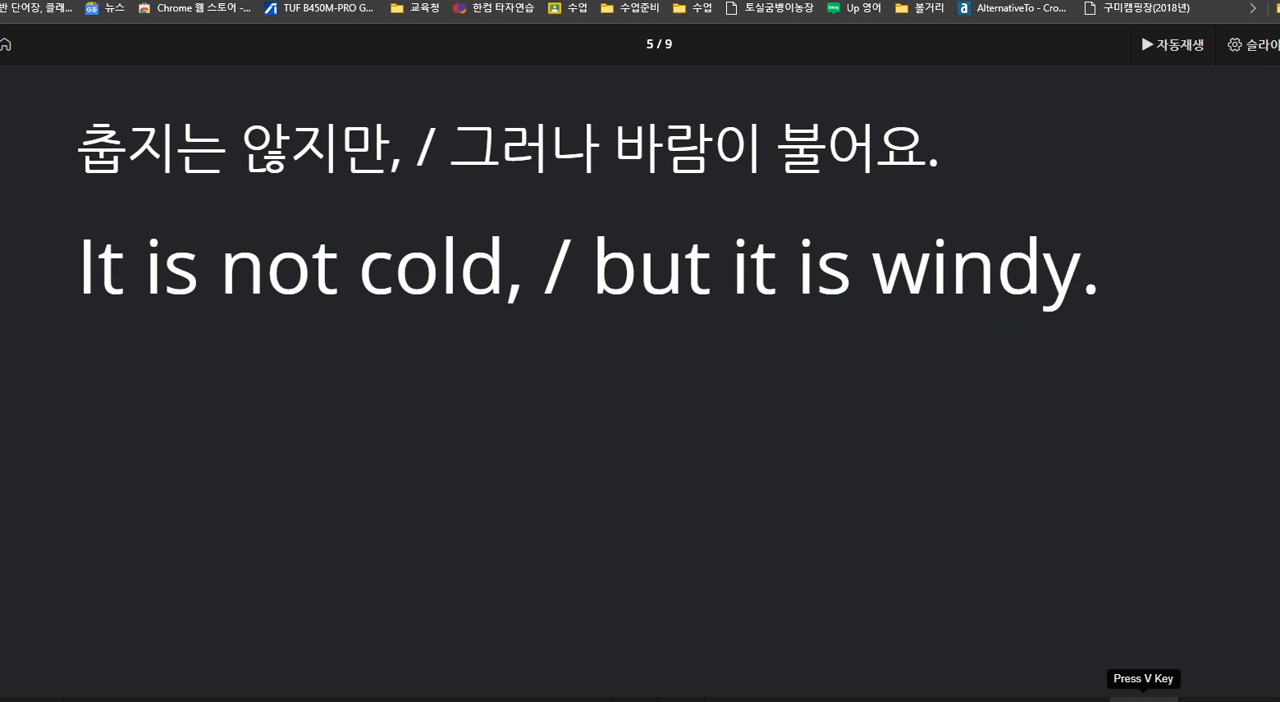 반 단어장, 클래... 뉴스 Chrome 웹 스토어 -... TUF B450M-PRO G... 교육청 한컴 타자연습 수업 수업준비 수업 토실굼벵이농장 Up 영어 볼거리 AlternativeTo - Cro... 구미캠핑장(2018년)
5 / 9 ▶ 자동재생 슬라이
춥지는 않지만, / 그러나 바람이 불어요.
It is not cold, / but it is windy.
Press V Key